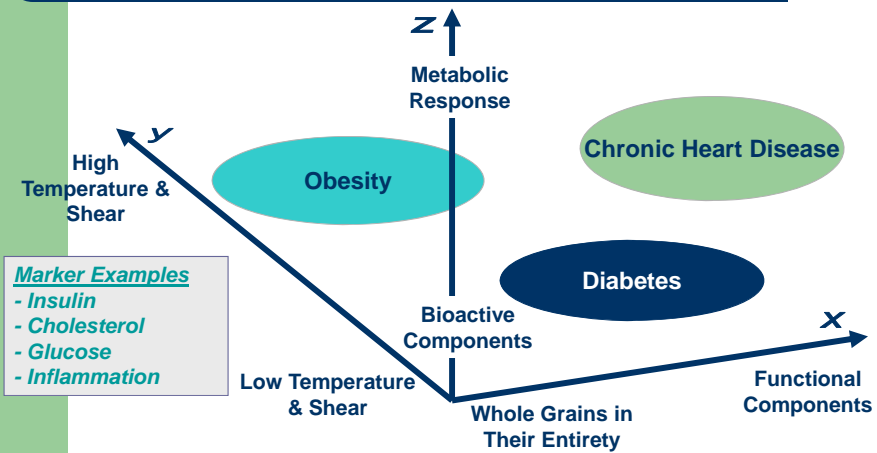 z
Metabolic
Response
y
High
Temperature &
Shear
Obesity
Chronic Heart Disease
Marker Examples
- Insulin
- Cholesterol
- Glucose
- Inflammation
Diabetes
Bioactive
Components
x
Low Temperature
& Shear
Functional
Components
Whole Grains in
Their Entirety